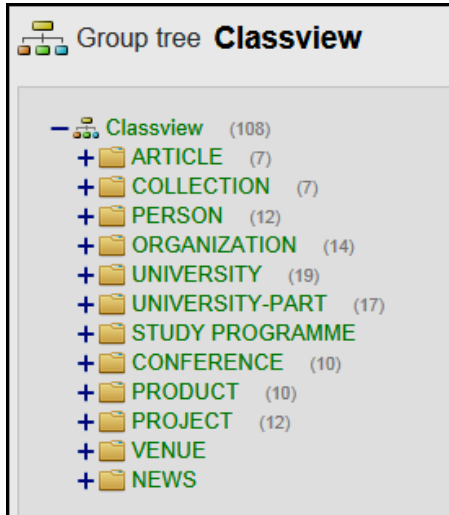 Group tree Classview
Classview (108)
ARTICLE (7)
COLLECTION (7)
PERSON (12)
ORGANIZATION (14)
UNIVERSITY (19)
UNIVERSITY-PART (17)
STUDY PROGRAMME
CONFERENCE (10)
PRODUCT (10)
PROJECT (12)
VENUE
NEWS